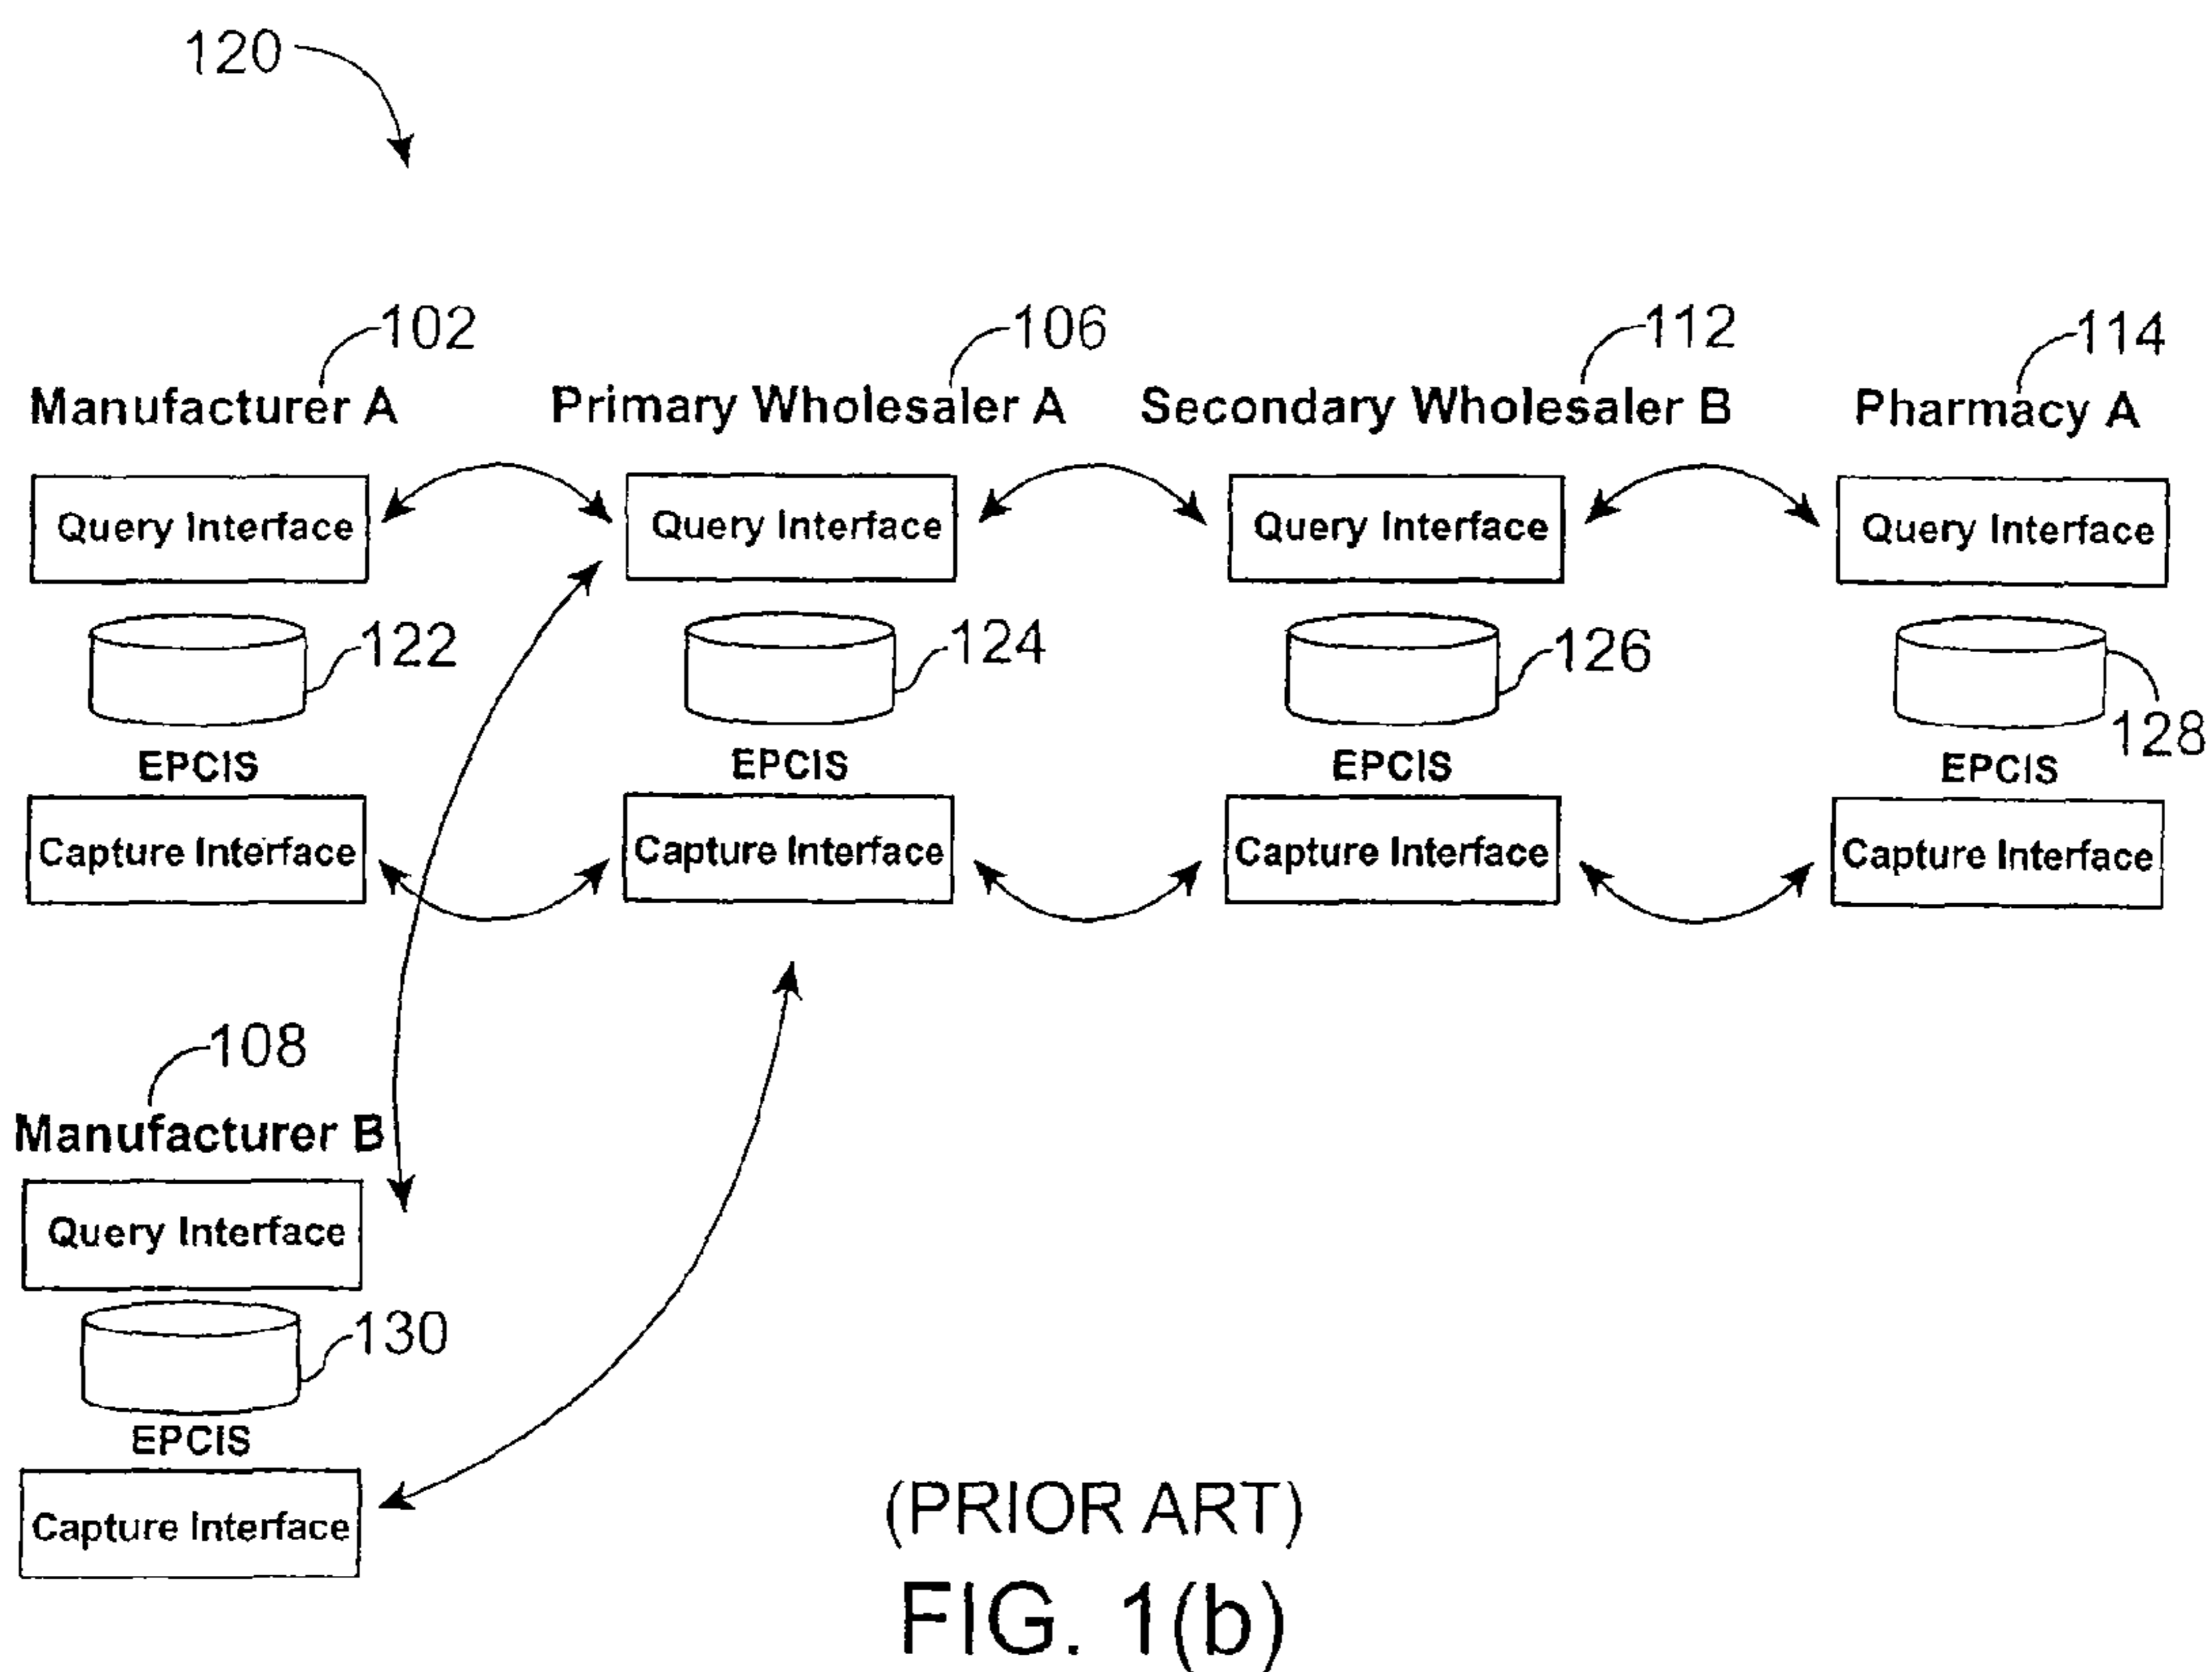 120
102
106
112
114
Manufacturer A
Primary Wholesaler A
Secondary Wholesaler B
Pharmacy A
Query Interface
Query Interface
Query Interface
Query Interface
122
124
126
128
EPCIS
EPCIS
EPCIS
EPCIS
Capture Interface
Capture Interface
Capture Interface
Capture Interface
108
Manufacturer B
Query Interface
130
EPCIS
Capture Interface
(PRIOR ART)
FIG. 1(b)